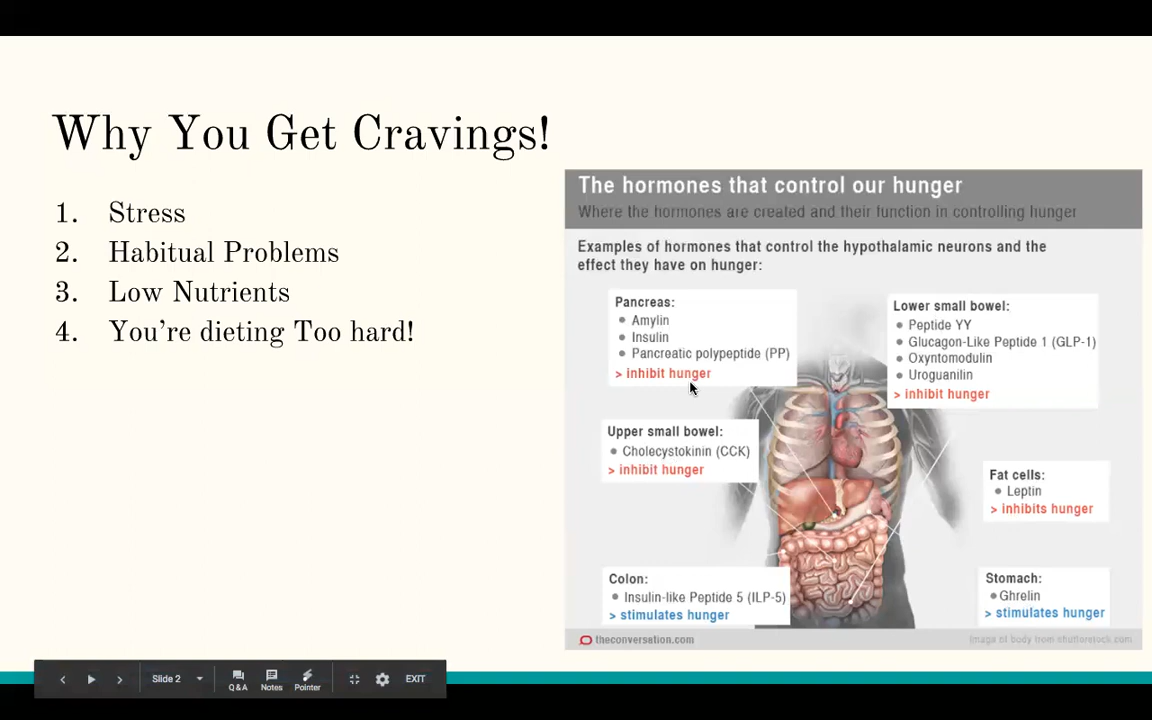 Why You Get Cravings!
1. Stress
2. Habitual Problems
3. Low Nutrients
4. You're dieting Too hard!
The hormones that control our hunger
Where the hormones are created and their function in controlling hunger
Examples of hormones that control the hypothalamic neurons and the
effect they have on hunger:
Pancreas:
Amylin
Insulin
Pancreatic polypeptide (PP)
> inhibit hunger
Lower small bowel:
Peptide YY
Glucagon-Like Peptide 1 (GLP-1)
Oxyntomodulin
Uroguanilin
> inhibit hunger
Upper small bowel:
Cholecystokinin (CCK)
> inhibit hunger
Fat cells:
Leptin
> inhibits hunger
Colon:
Insulin-like Peptide 5 (ILP-5)
> stimulates hunger
Stomach:
Ghrelin
> stimulates hunger
theconversation.com
Image of body from shutterstock.com
Slide 2
Q&A
Notes
Pointer
EXIT